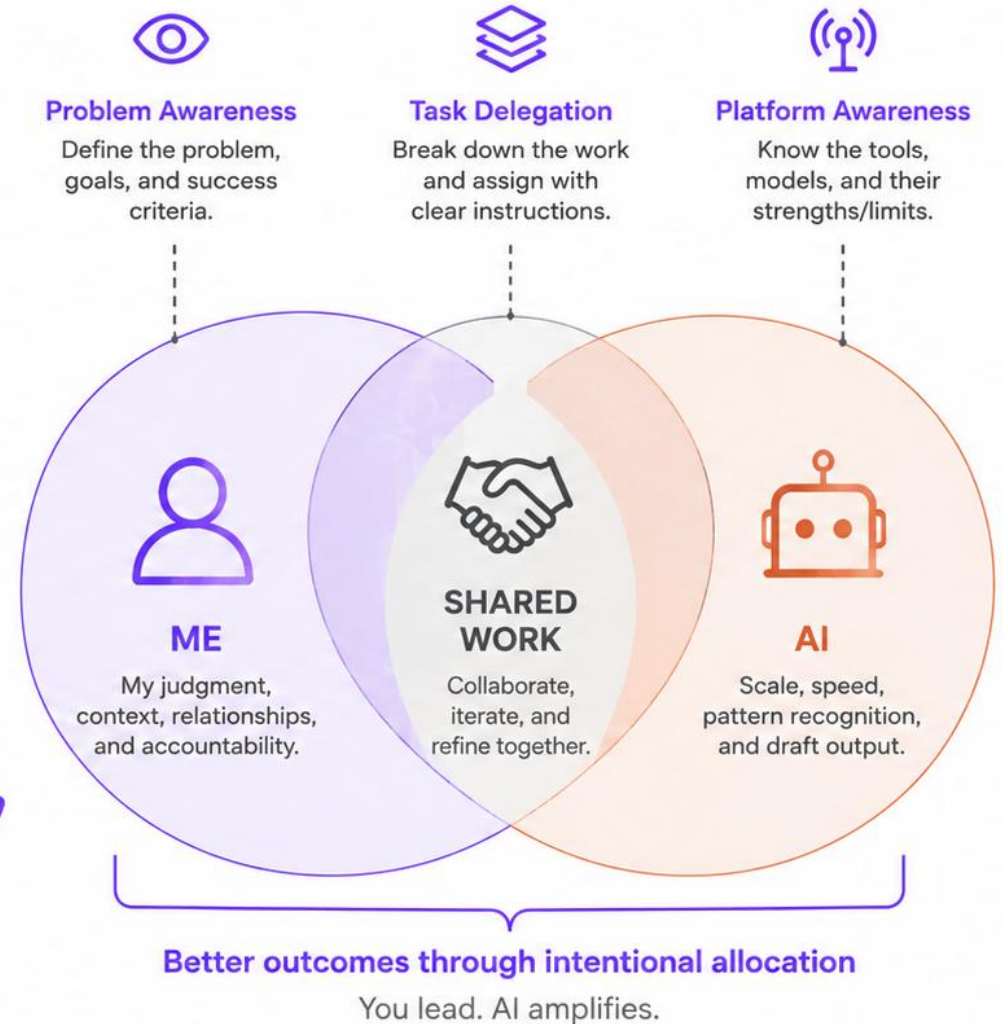 Problem Awareness
Define the problem,
goals, and success
criteria.
Task Delegation
Break down the work
and assign with
clear instructions.
Platform Awareness
Know the tools,
models, and their
strengths/limits.
ME
My judgment,
context, relationships,
and accountability.
SHARED
WORK
Collaborate,
iterate, and
refine together.
AI
Scale, speed,
pattern recognition,
and draft output.
Better outcomes through intentional allocation
You lead. AI amplifies.